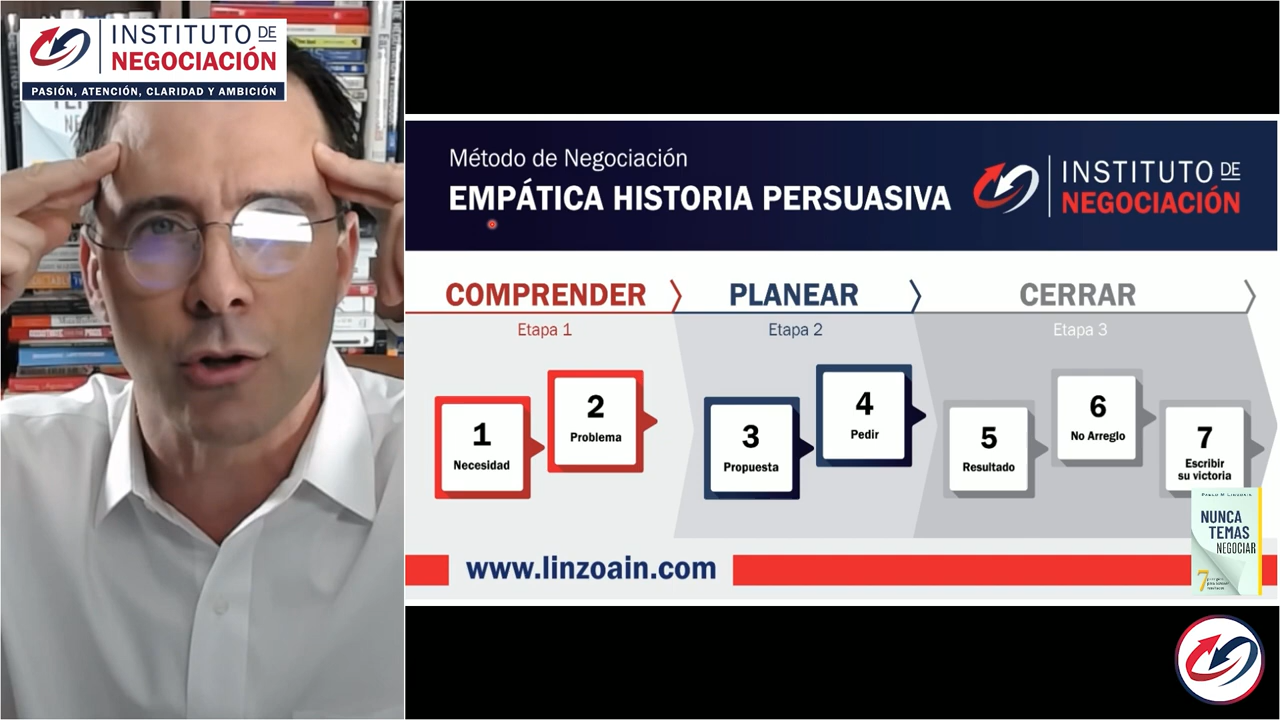 INSTITUTO DE
NEGOCIACIÓN
PASIÓN, ATENCIÓN, CLARIDAD Y AMBICIÓN
Método de Negociación
EMPÁTICA HISTORIA PERSUASIVA
INSTITUTO DE
NEGOCIACIÓN
COMPRENDER
PLANEAR
CERRAR
Etapa 1
Etapa 2
Etapa 3
1
Necesidad
2
Problema
3
Propuesta
4
Pedir
5
Resultado
6
No Arreglo
7
Escribir
su victoria
www.linzoain.com
NUNCA
TEMAS
NEGOCIAR
7